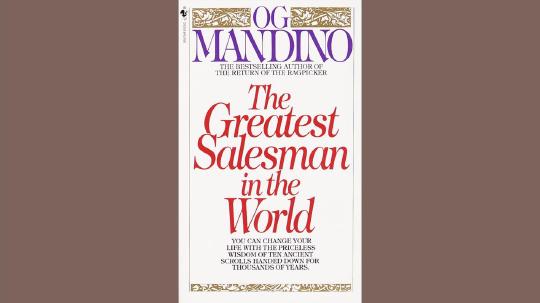 OG
MANDINO
THE BESTSELLING AUTHOR OF
THE RETURN OF THE RAGPICKER
The
Greatest
Salesman
in the
World
YOU CAN CHANGE YOUR
LIFE WITH THE PRICELESS
WISDOM OF TEN ANCIENT
SCROLLS HANDED DOWN FOR
THOUSANDS OF YEARS.